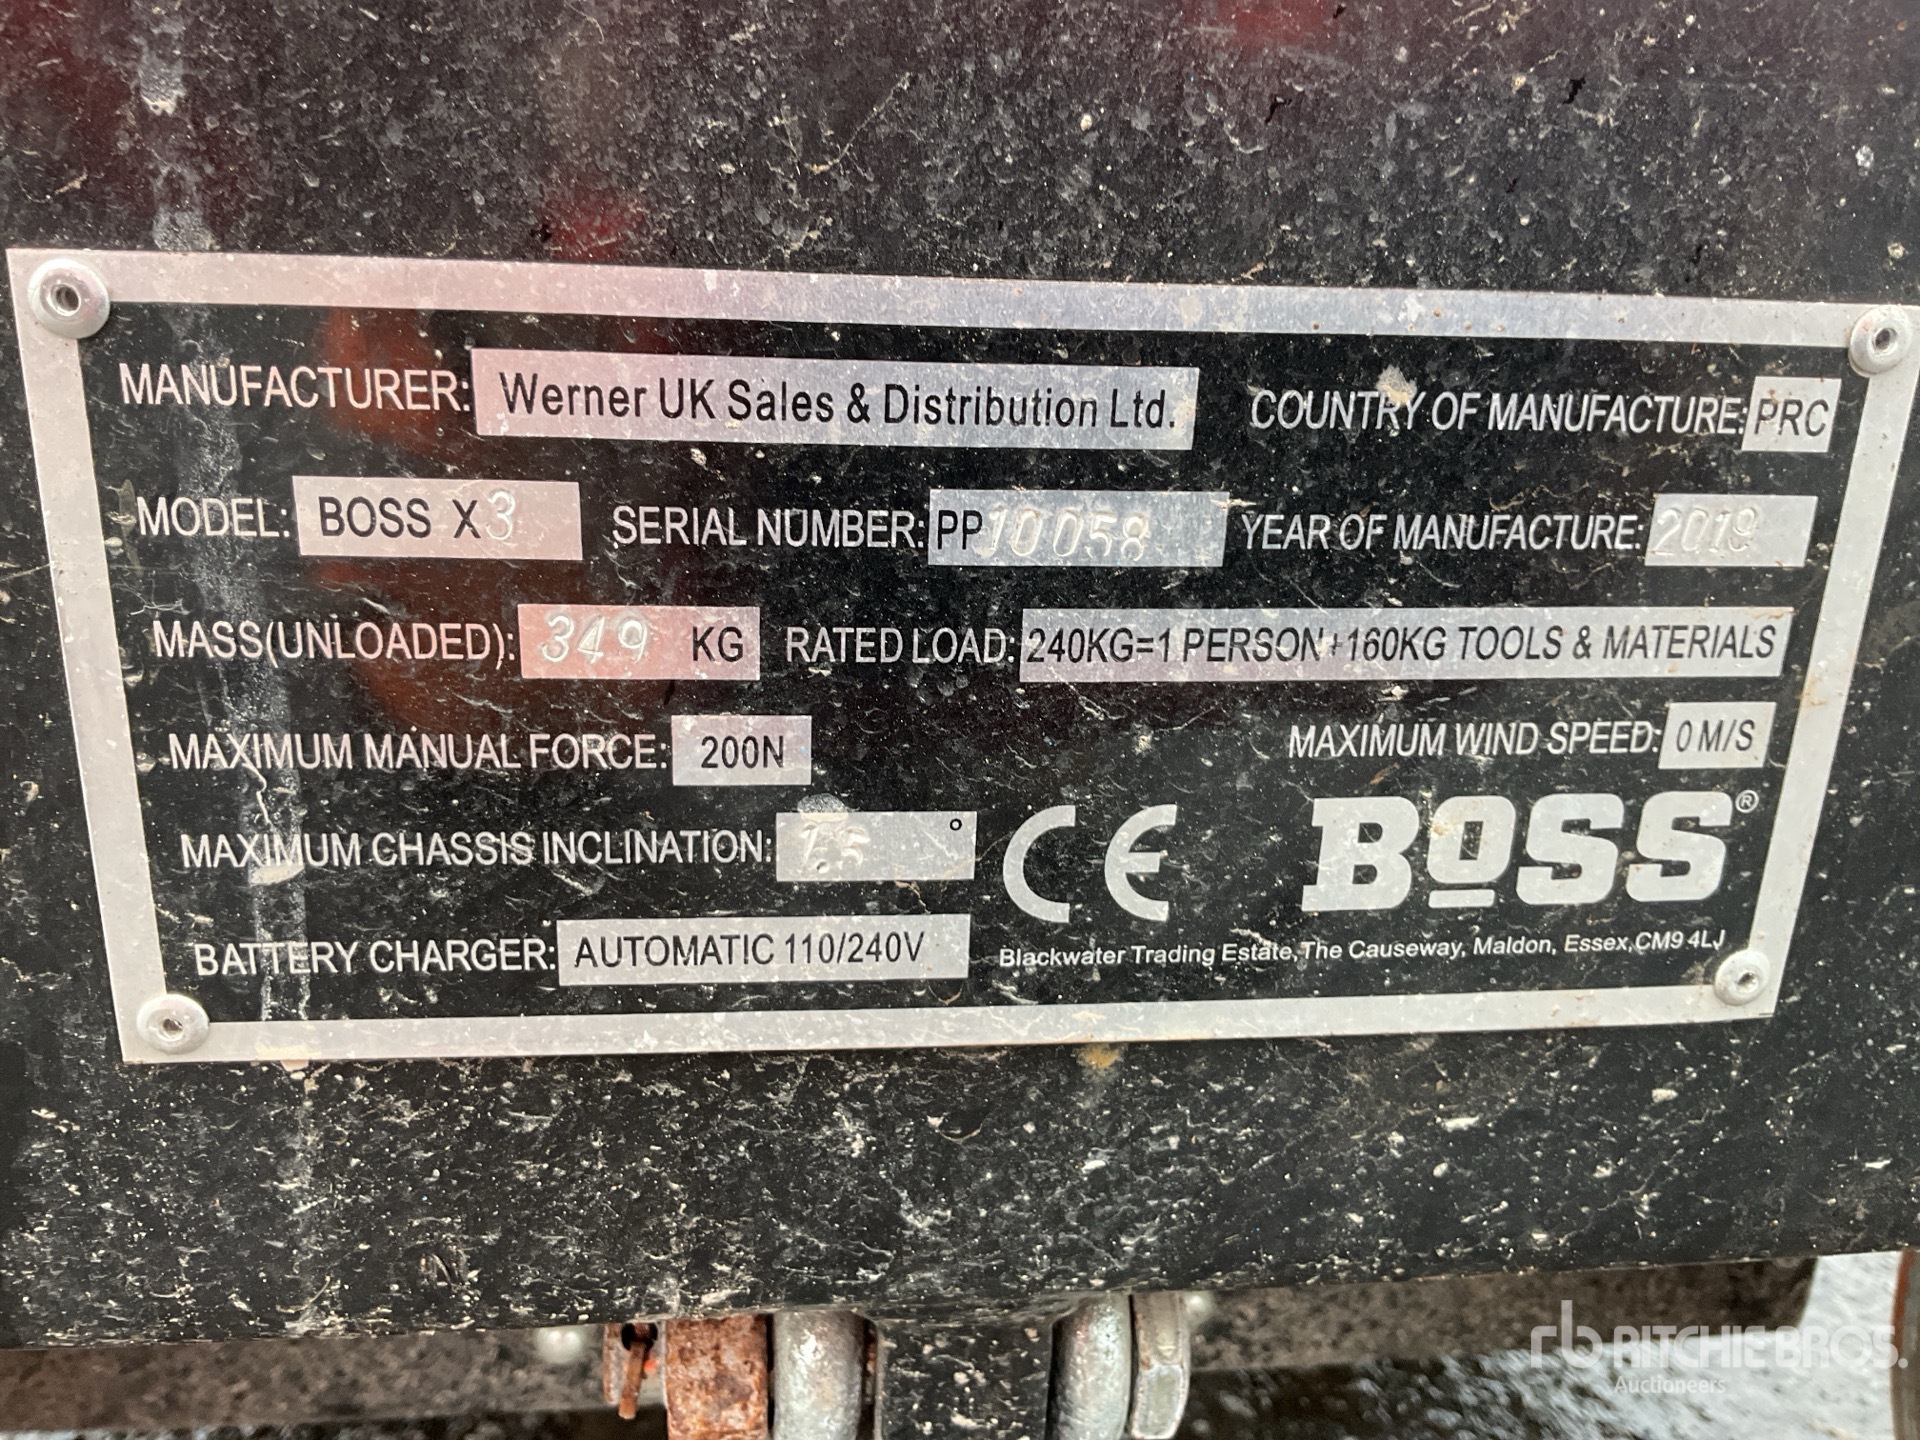 MANUFACTURER: Werner UK Sales & Distribution Ltd. COUNTRY OF MANUFACTURE: PRC
MODEL: BOSS X3 SERIAL NUMBER: PP10058 YEAR OF MANUFACTURE: 2019
MASS(UNLOADED): 349 KG RATED LOAD: 240KG=1 PERSON+160KG TOOLS & MATERIALS
MAXIMUM MANUAL FORCE: 200N MAXIMUM WIND SPEED: 0 M/S
MAXIMUM CHASSIS INCLINATION: 1.5 ° CE BOSS®
BATTERY CHARGER: AUTOMATIC 110/240V Blackwater Trading Estate, The Causeway, Maldon, Essex, CM9 4LJ
rb RITCHIE BROS.
Auctioneers